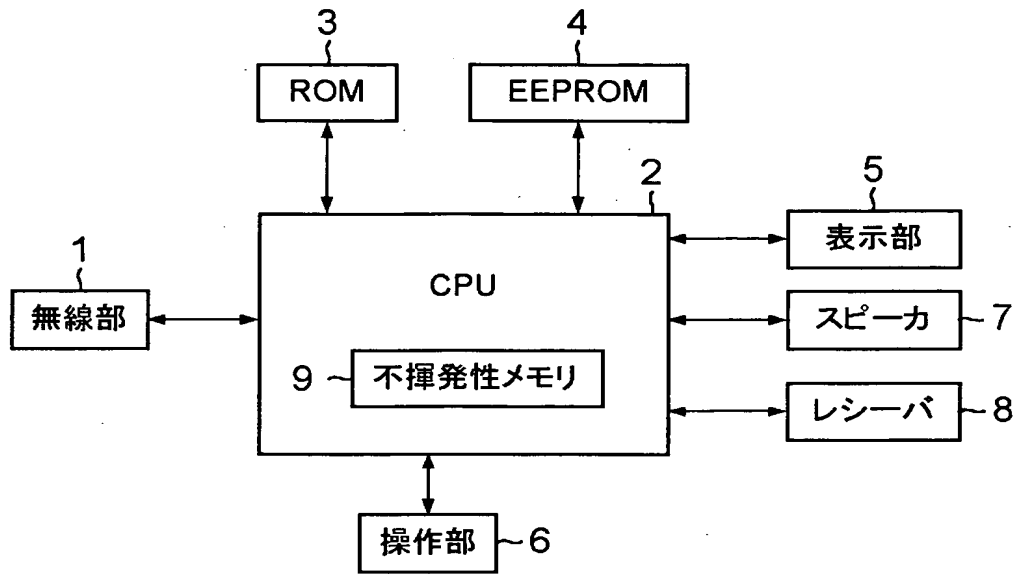 3
4
ROM
EEPROM
2
5
表示部
1
CPU
無線部
スピーカ
7
9
不揮発性メモリ
レシーバ
8
操作部
6